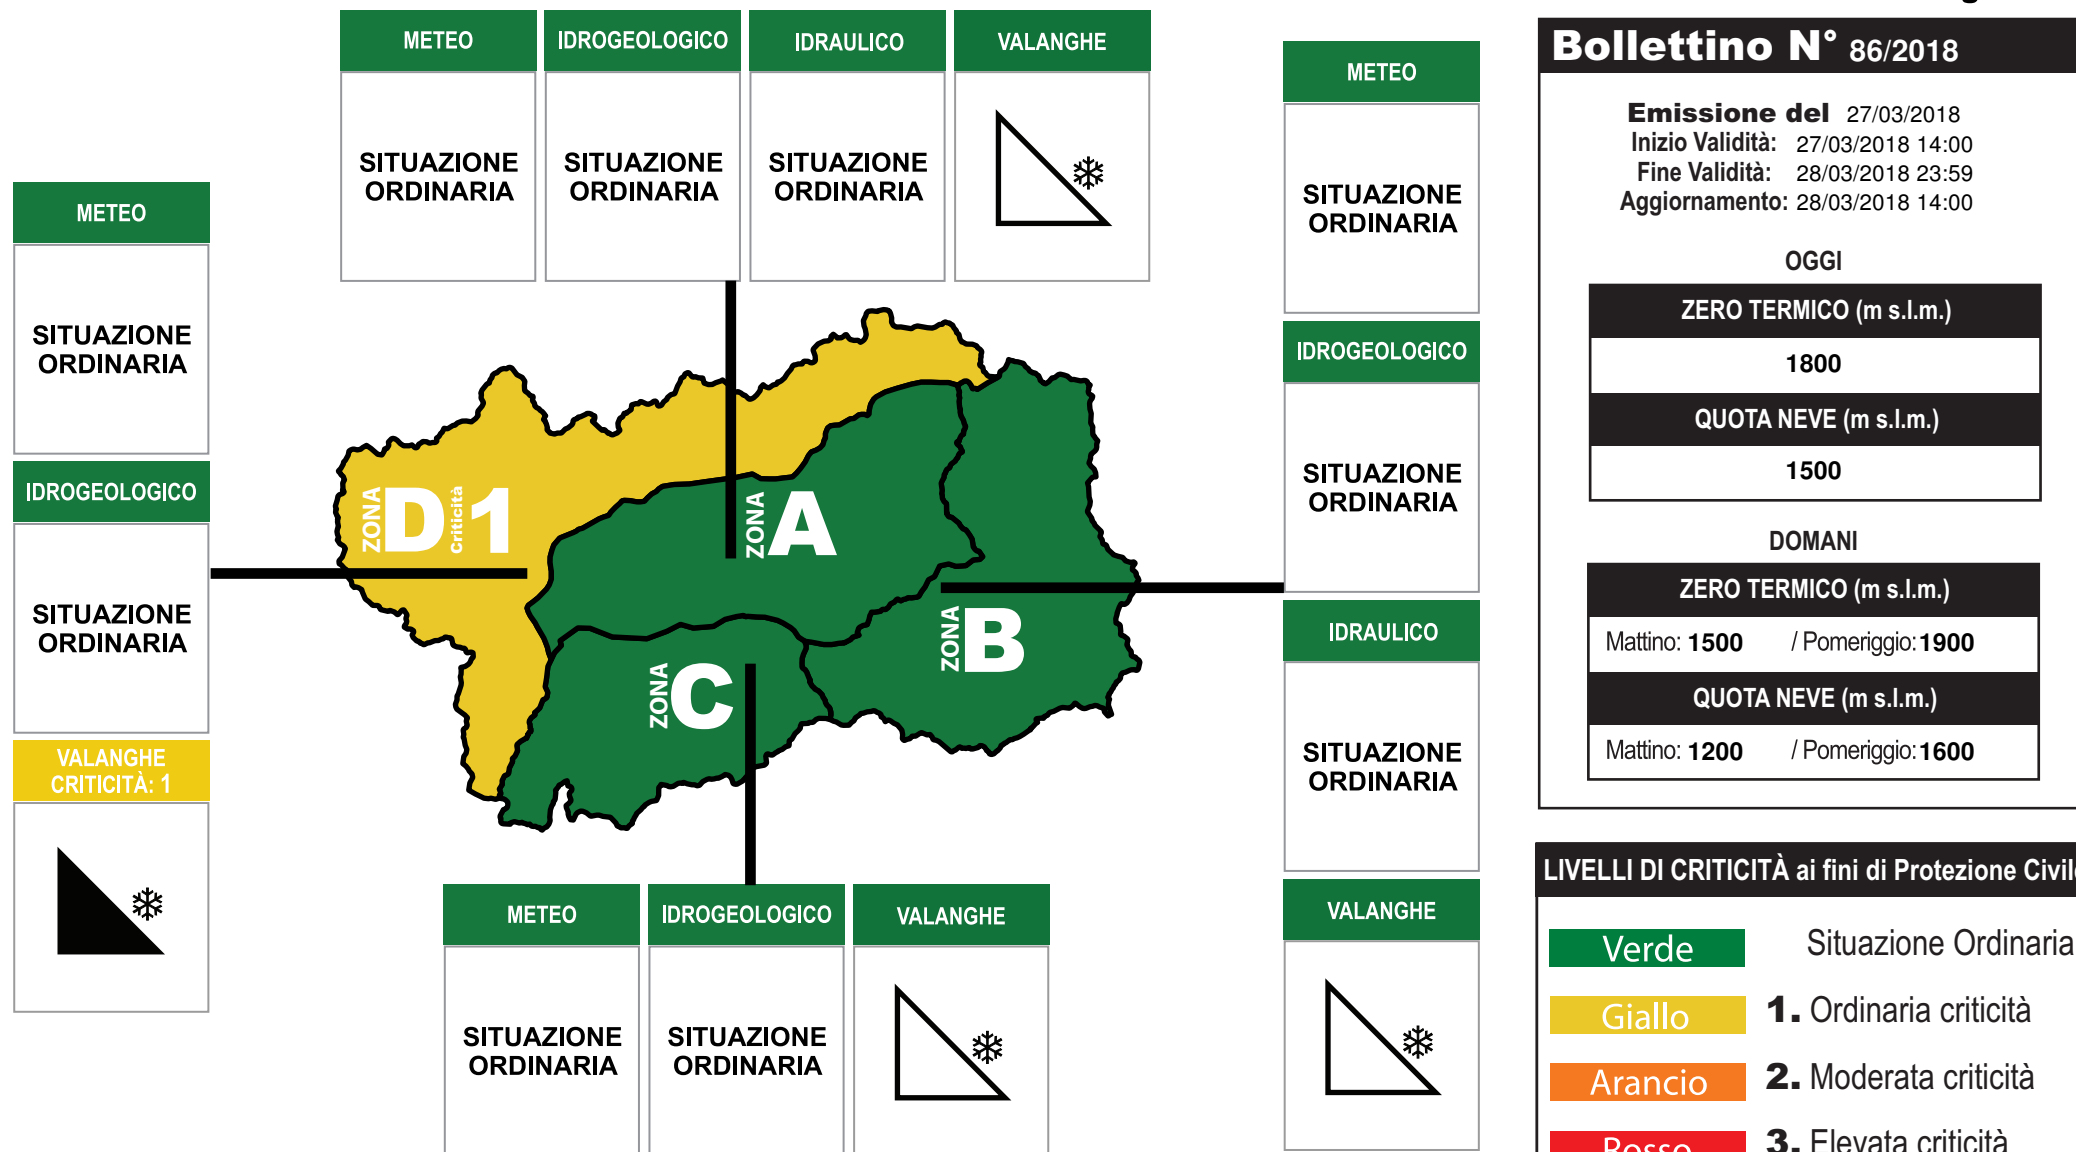 METEO
IDROGEOLOGICO
IDRAULICO
VALANGHE
SITUAZIONE
ORDINARIA
SITUAZIONE
ORDINARIA
SITUAZIONE
ORDINARIA
METEO
SITUAZIONE
ORDINARIA
IDROGEOLOGICO
SITUAZIONE
ORDINARIA
VALANGHE
CRITICITÀ: 1
ZONA D Criticità 1
ZONA A
ZONA B
ZONA C
METEO
SITUAZIONE
ORDINARIA
IDROGEOLOGICO
SITUAZIONE
ORDINARIA
IDRAULICO
SITUAZIONE
ORDINARIA
VALANGHE
METEO
IDROGEOLOGICO
VALANGHE
SITUAZIONE
ORDINARIA
SITUAZIONE
ORDINARIA
Bollettino N° 86/2018
Emissione del 27/03/2018
Inizio Validità: 27/03/2018 14:00
Fine Validità: 28/03/2018 23:59
Aggiornamento: 28/03/2018 14:00
OGGI
ZERO TERMICO (m s.l.m.)
1800
QUOTA NEVE (m s.l.m.)
1500
DOMANI
ZERO TERMICO (m s.l.m.)
Mattino: 1500 / Pomeriggio: 1900
QUOTA NEVE (m s.l.m.)
Mattino: 1200 / Pomeriggio: 1600
LIVELLI DI CRITICITÀ ai fini di Protezione Civile
Verde Situazione Ordinaria
Giallo 1. Ordinaria criticità
Arancio 2. Moderata criticità
Rosso 3. Elevata criticità